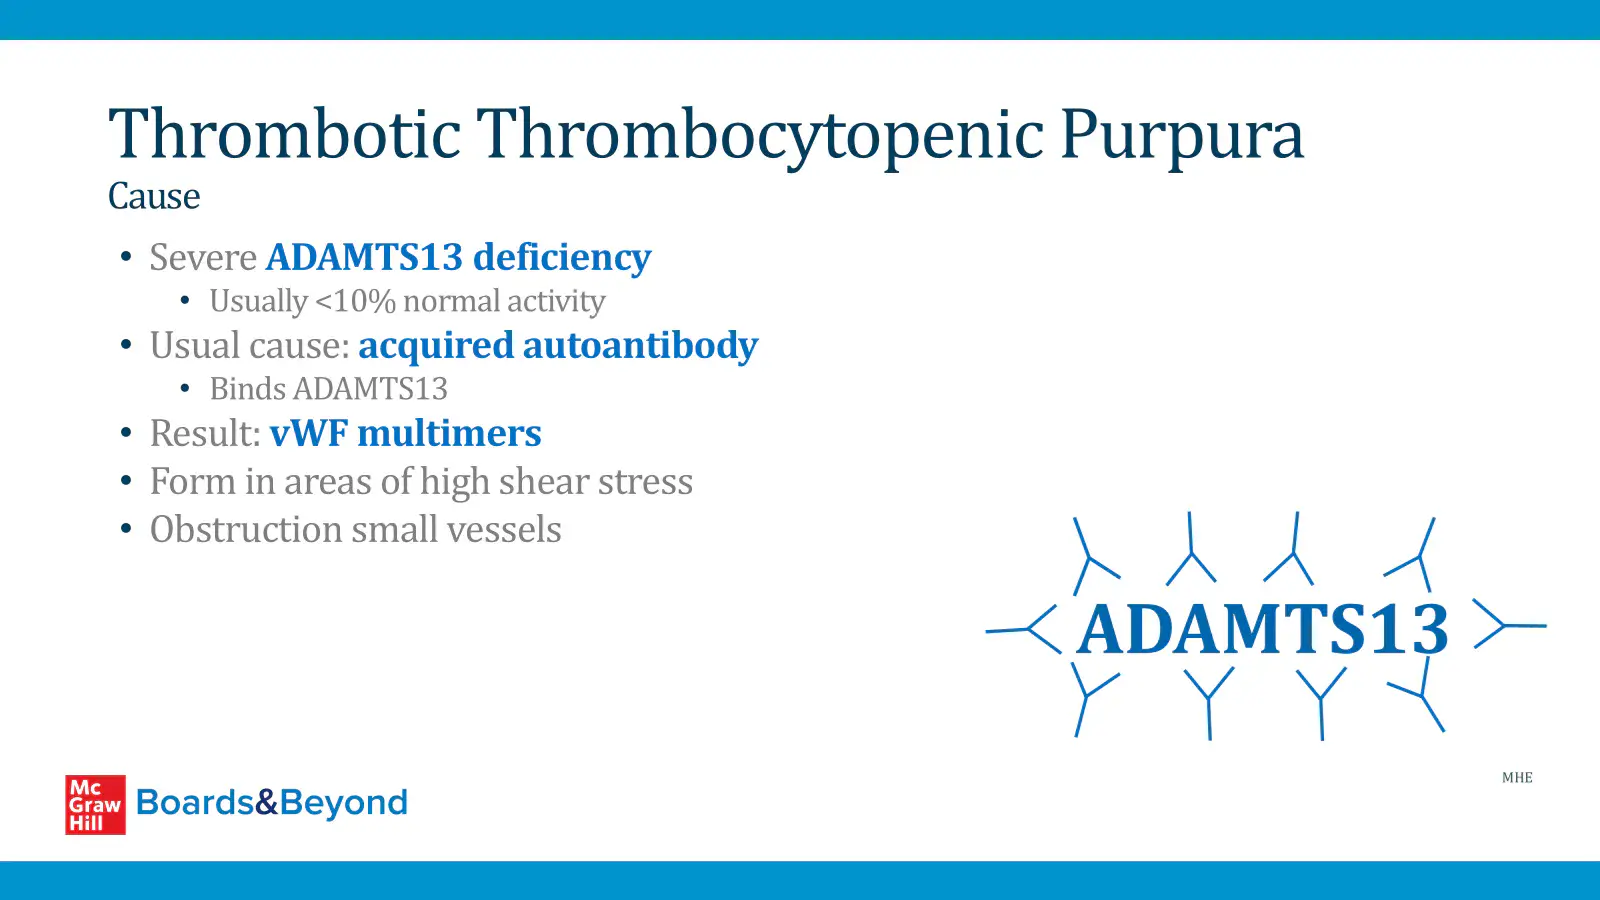 Thrombotic Thrombocytopenic Purpura
Cause
• Severe ADAMTS13 deficiency
• Usually <10% normal activity
• Usual cause: acquired autoantibody
• Binds ADAMTS13
• Result: vWF multimers
• Form in areas of high shear stress
• Obstruction small vessels
ADAMTS13
MHE
Mc
Graw
Hill
Boards&Beyond